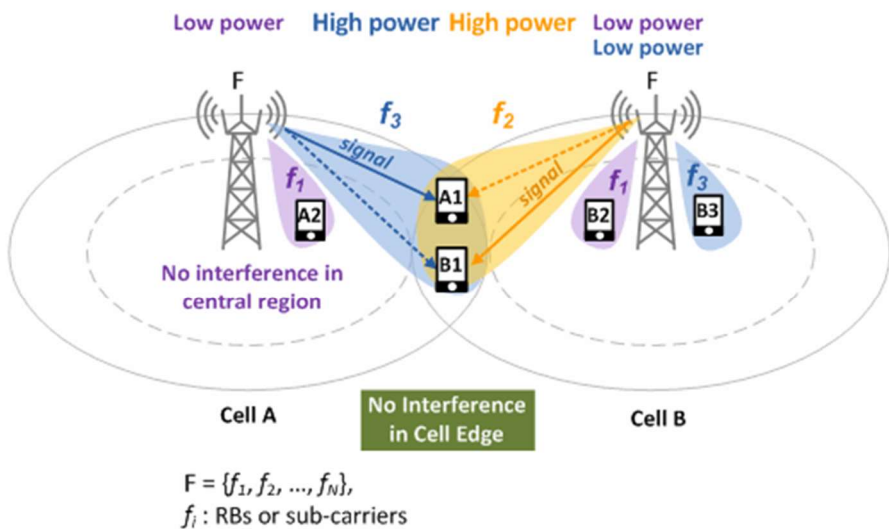 Low power
High power
High power
Low power
Low power
F
F
f3
f2
signal
signal
f1
A2
A1
B1
f1
B2
f3
B3
No interference in
central region
Cell A
No Interference
in Cell Edge
Cell B
F = {f1, f2, ..., fN},
fi : RBs or sub-carriers